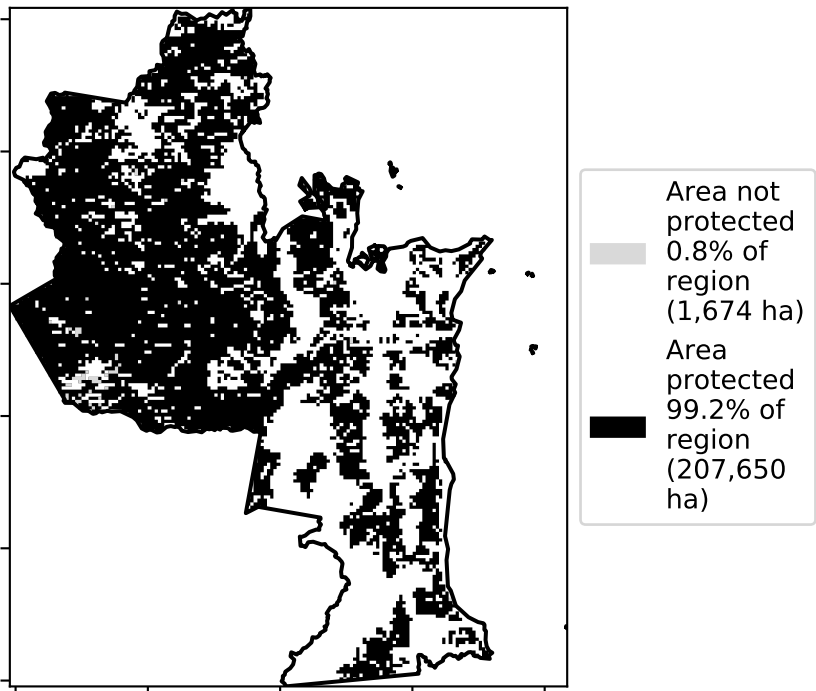 Area not
protected
0.8% of
region
(1,674 ha)
Area
protected
99.2% of
region
(207,650
ha)